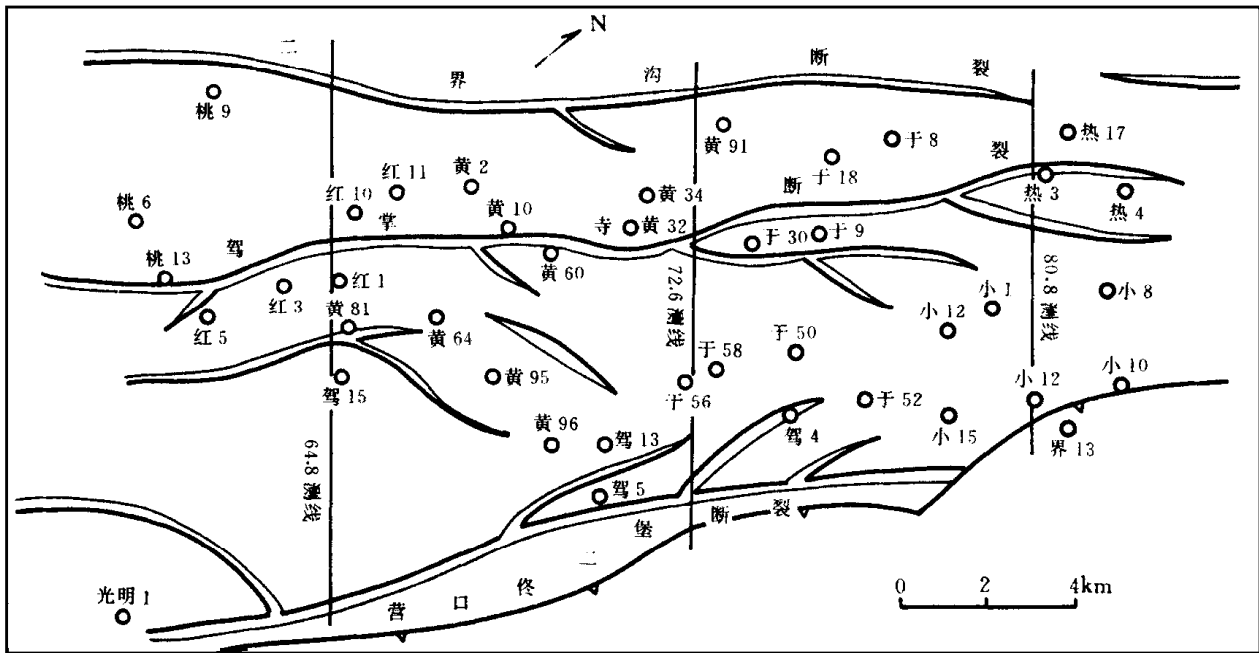 N
二界沟断裂
桃 9
黄 91
于 8
热 17
于 18
红 11
黄 2
红 10
黄 34
热 3
热 4
桃 6
黄 10
黄 32
驾掌寺断裂
于 30
于 9
桃 13
黄 60
红 3
红 1
72.6 测线
80.8 测线
小 1
小 8
红 5
黄 81
黄 64
小 12
于 50
于 58
驾 15
黄 95
于 56
小 12
小 10
于 52
黄 96
驾 13
驾 4
小 15
界 13
64.8 测线
驾 5
营口佟二堡断裂
光明 1
0 2 4km